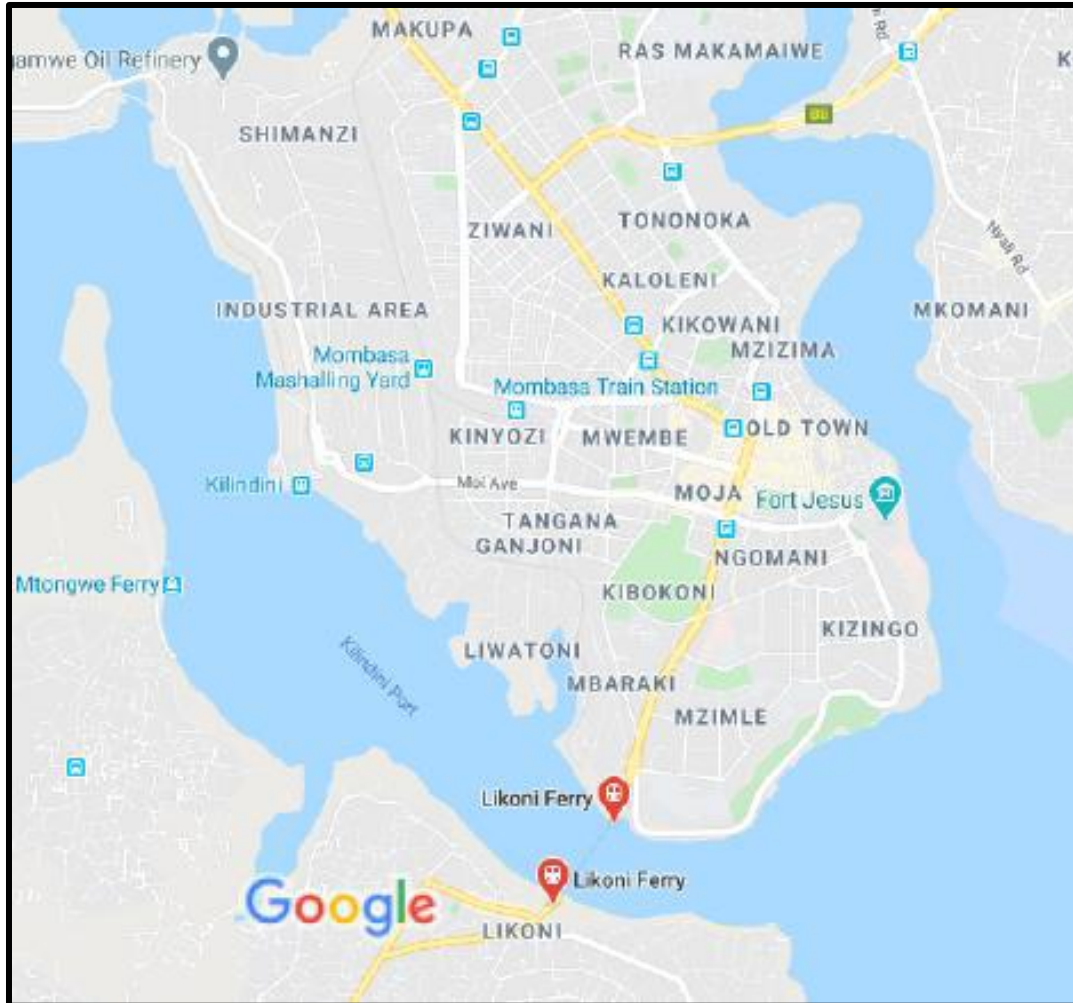 MAKUPA
RAS MAKAMAIWE
amwe Oil Refinery
SHIMANZI
TONONOKA
ZIWANI
Nyali Rd
KALOLENI
INDUSTRIAL AREA
MKOMANI
KIKOWANI
MZIZIMA
Mombasa
Mashalling Yard
Mombasa Train Station
KINYOZI
MWEMBE
OLD TOWN
Kilindini
Moi Ave
MOJA
Fort Jesus
TANGANA
GANJONI
NGOMANI
Mtongwe Ferry
KIBOKONI
KIZINGO
LIWATONI
Kilindini Port
MBARAKI
MZIMLE
Likoni Ferry
Likoni Ferry
Google
LIKONI